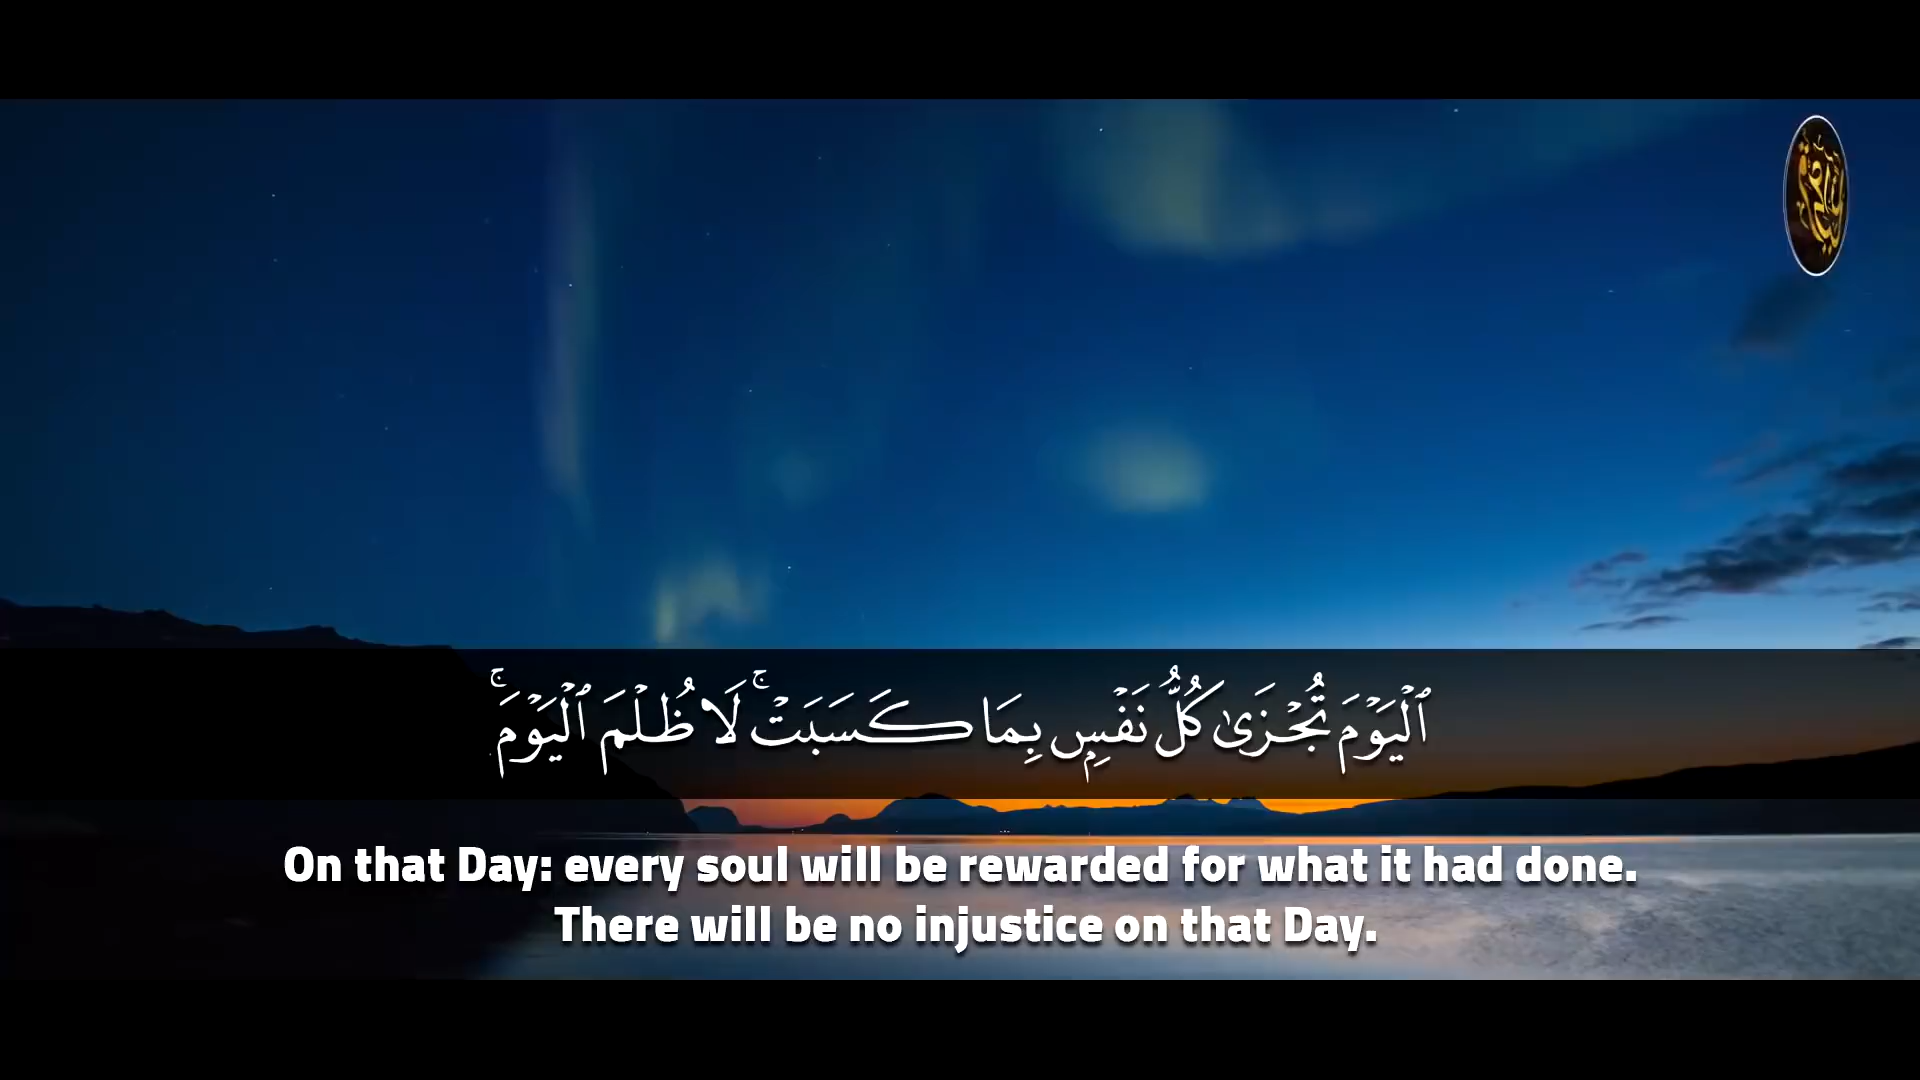 ٱلۡيَوۡمَ تُجۡزَىٰ كُلُّ نَفۡسِۭ بِمَا كَسَبَتۡۚ لَا ظُلۡمَ ٱلۡيَوۡمَۚ
On that Day: every soul will be rewarded for what it had done.
There will be no injustice on that Day.